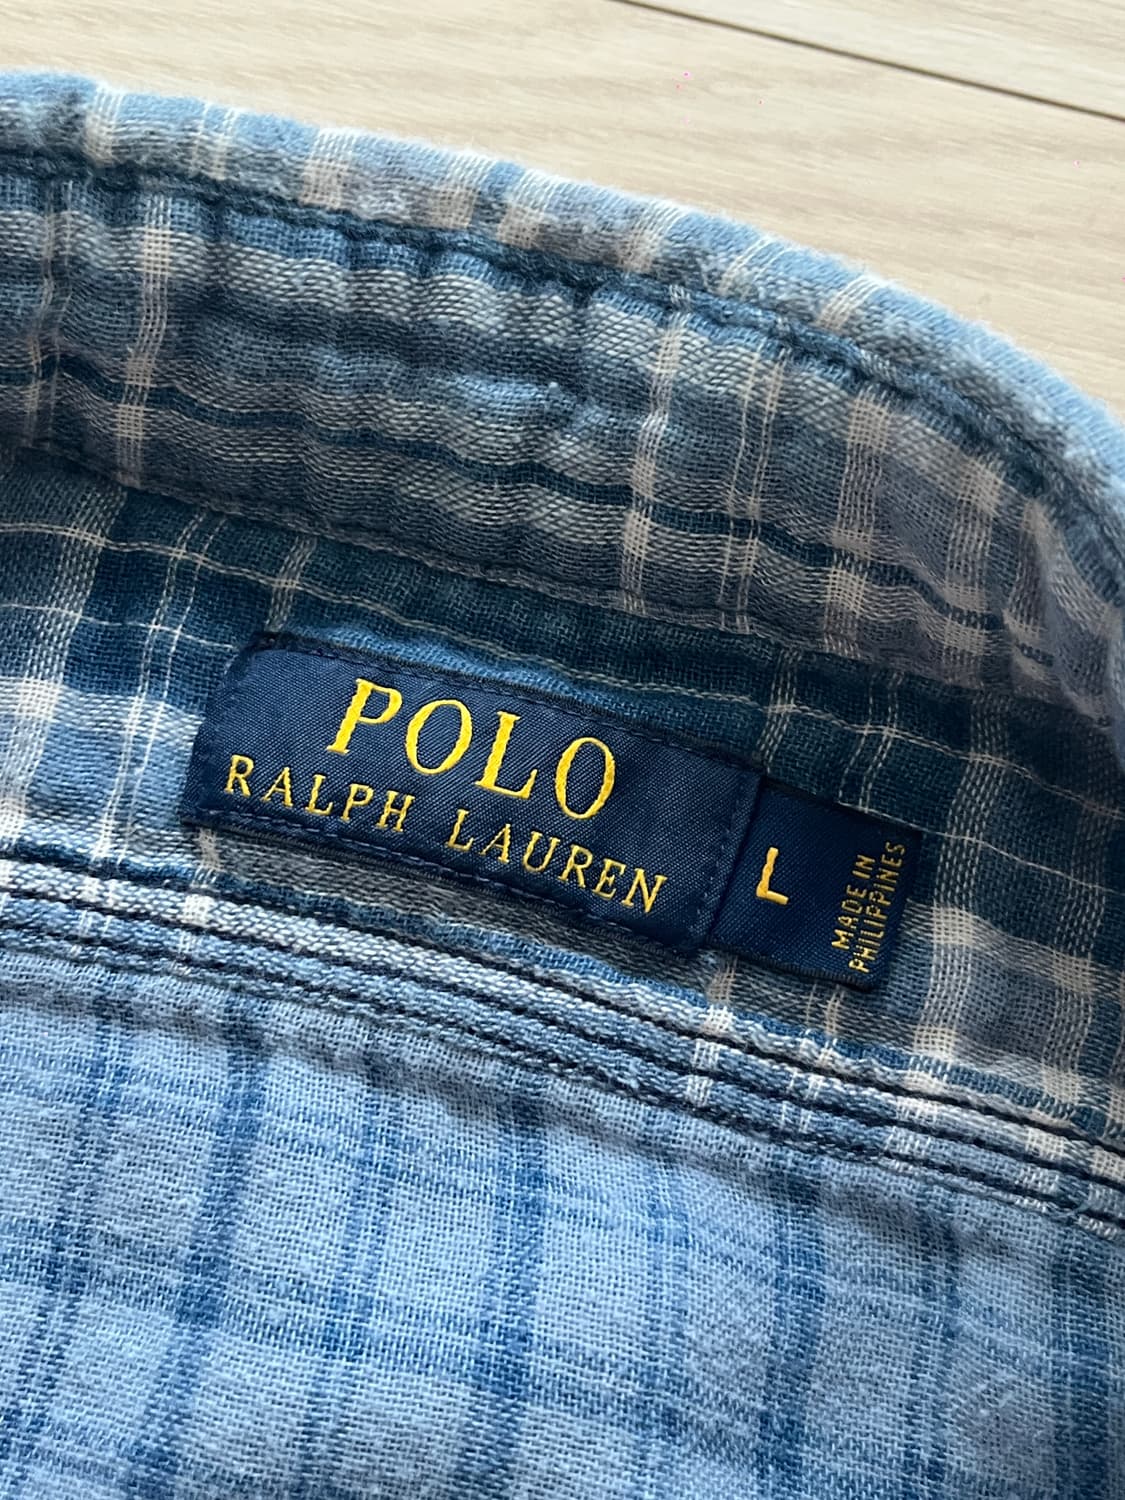 POLO
RALPH LAUREN
L
MADE IN
PHILIPPINES